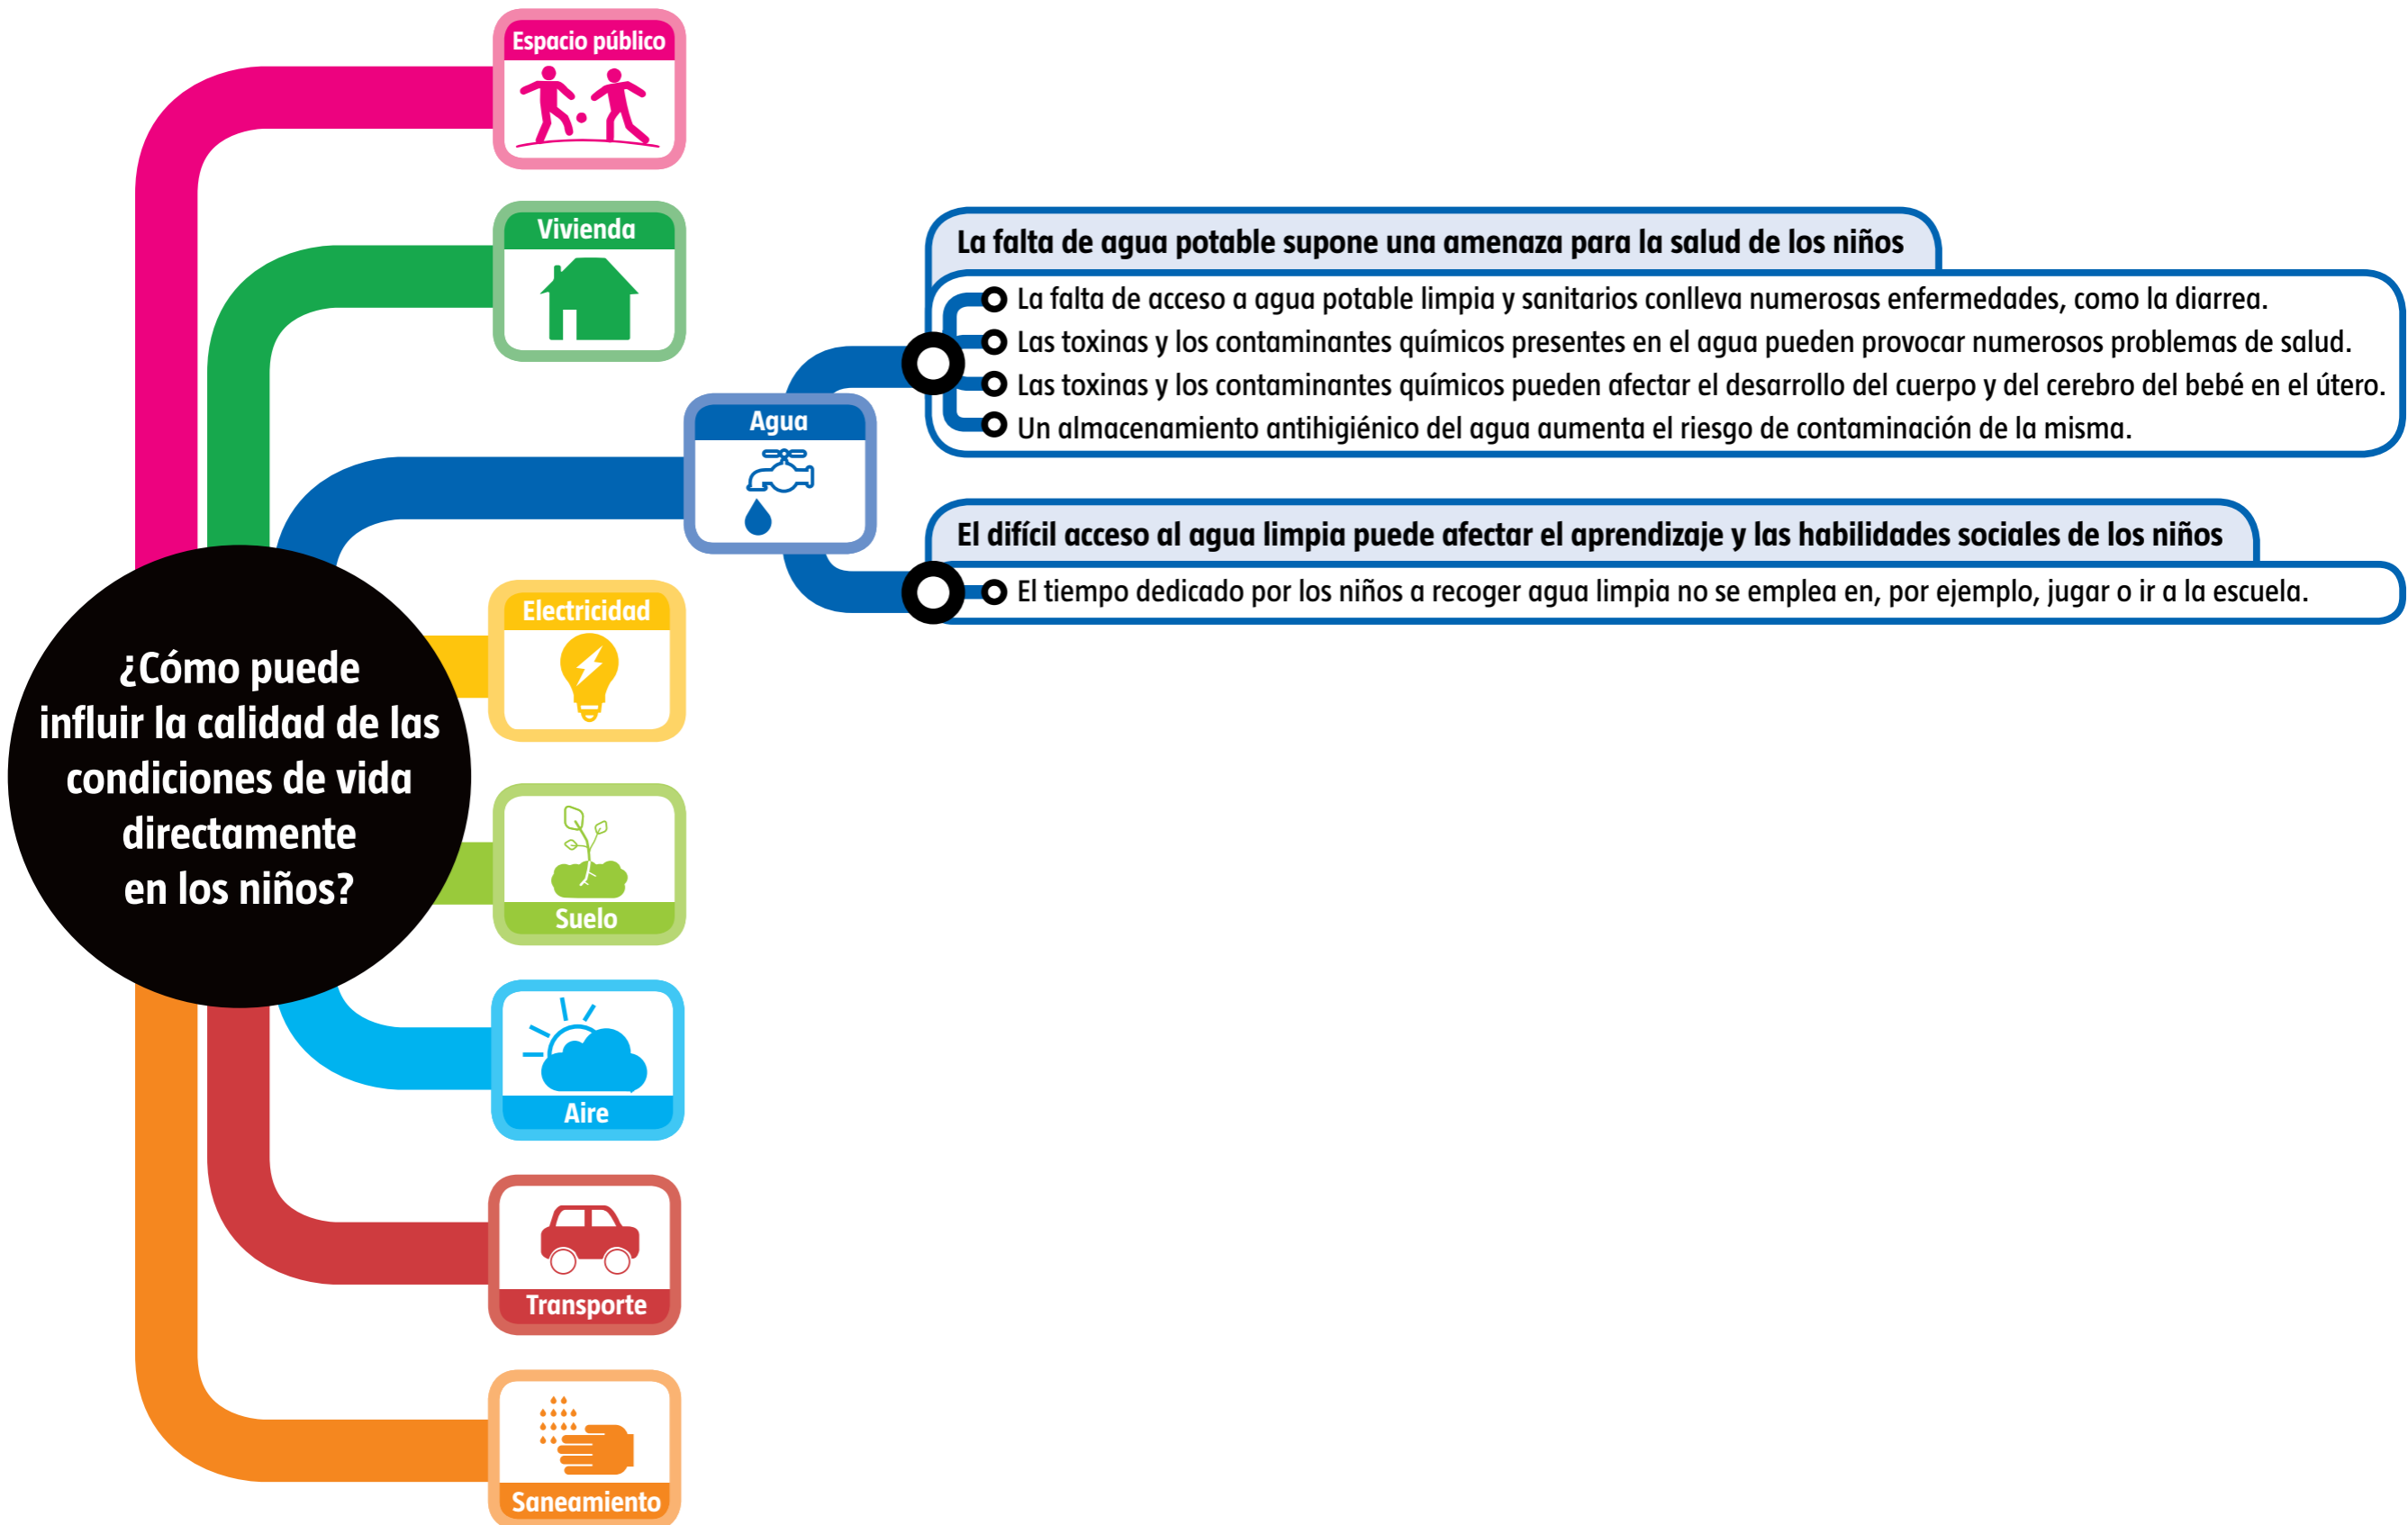 Espacio público
Vivienda
Agua
La falta de agua potable supone una amenaza para la salud de los niños
La falta de acceso a agua potable limpia y sanitarios conlleva numerosas enfermedades, como la diarrea.
Las toxinas y los contaminantes químicos presentes en el agua pueden provocar numerosos problemas de salud.
Las toxinas y los contaminantes químicos pueden afectar el desarrollo del cuerpo y del cerebro del bebé en el útero.
Un almacenamiento antihigiénico del agua aumenta el riesgo de contaminación de la misma.
El difícil acceso al agua limpia puede afectar el aprendizaje y las habilidades sociales de los niños
El tiempo dedicado por los niños a recoger agua limpia no se emplea en, por ejemplo, jugar o ir a la escuela.
Electricidad
¿Cómo puede
influir la calidad de las
condiciones de vida
directamente
en los niños?
Suelo
Aire
Transporte
Saneamiento